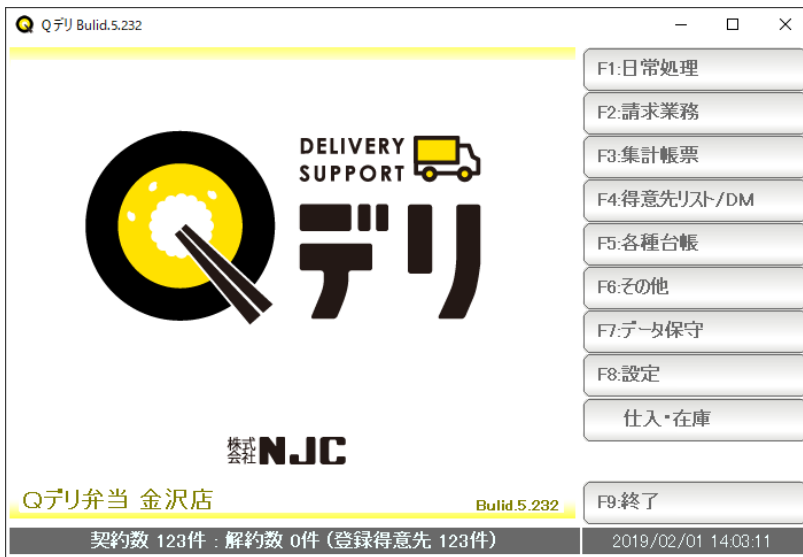 Qデリ Bulid.5.232
DELIVERY
SUPPORT
Qデリ
株式会社NJC
Qデリ弁当 金沢店
Bulid.5.232
契約数 123件 : 解約数 0件 (登録得意先 123件)
F1:日常処理
F2:請求業務
F3:集計帳票
F4:得意先リスト/DM
F5:各種台帳
F6:その他
F7:データ保守
F8:設定
仕入・在庫
F9:終了
2019/02/01 14:03:11